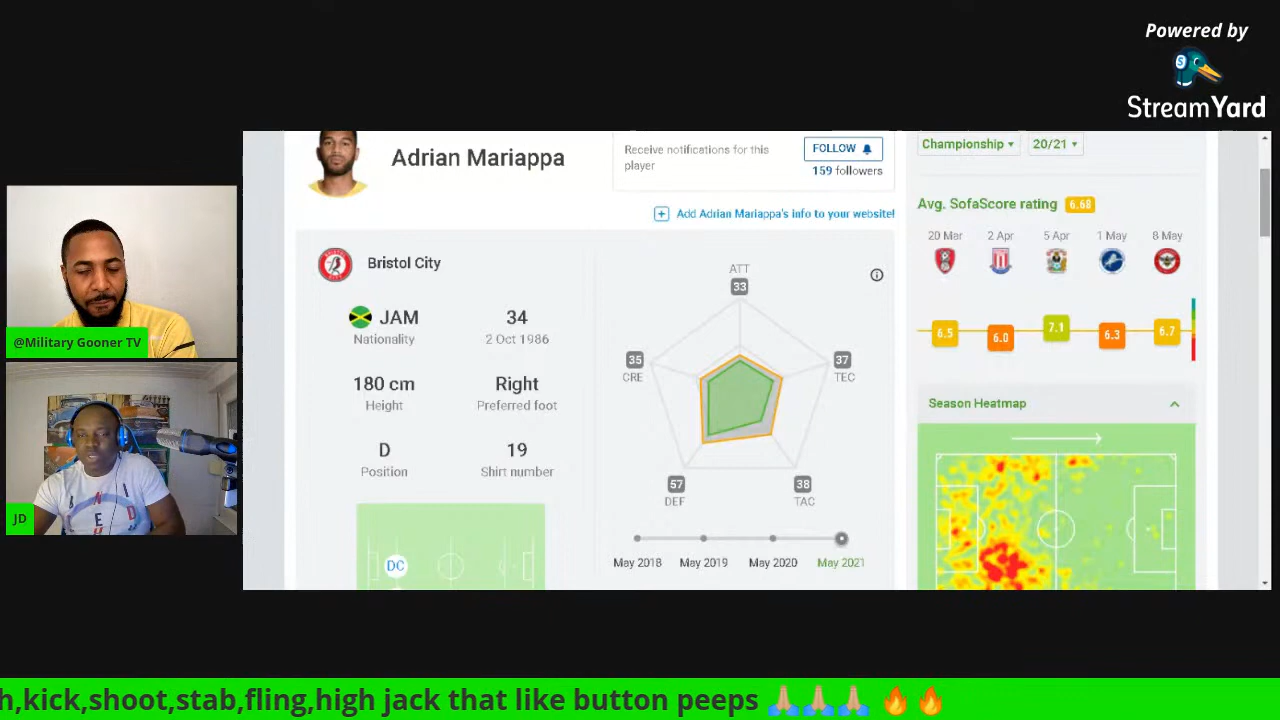 Powered by
StreamYard
Adrian Mariappa
Receive notifications for this
player
FOLLOW
159 followers
Add Adrian Mariappa's info to your website!
Championship
20/21
Avg. SofaScore rating 6.68
20 Mar 2 Apr 5 Apr 1 May 8 May
6.5 6.0 7.1 6.3 6.7
Season Heatmap
Bristol City
JAM
Nationality
34
2 Oct 1986
180 cm
Height
Right
Preferred foot
D
Position
19
Shirt number
DC
ATT
33
35
CRE
37
TEC
57
DEF
38
TAC
May 2018 May 2019 May 2020 May 2021
@Military Gooner TV
JD
h,kick,shoot,stab,fling,high jack that like button peeps 🙏🏽🙏🏽🙏🏽 🔥🔥